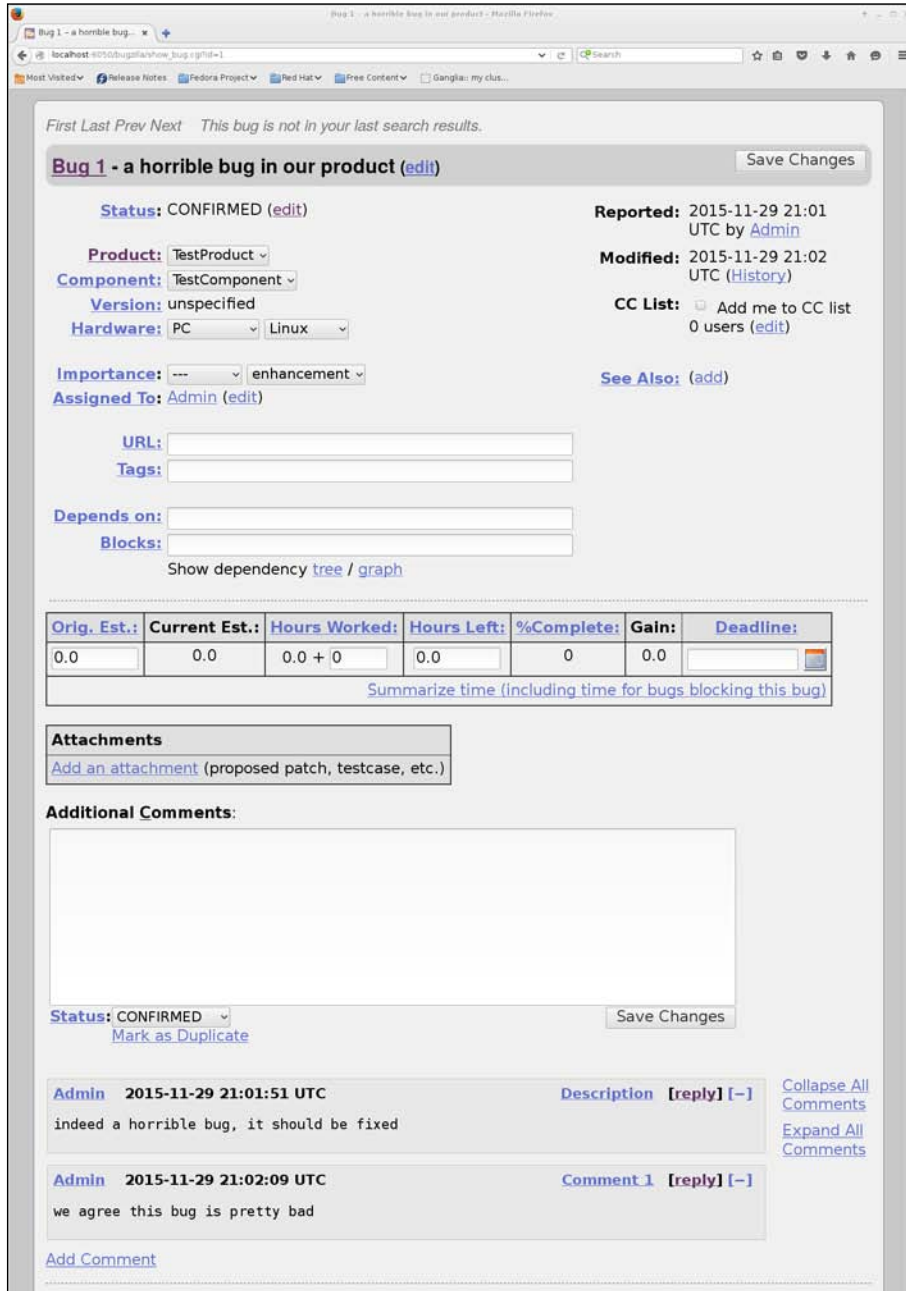 Bug 1 - a horrible bug in our product - Mozilla Firefox
Bug 1 - a horrible bug...
localhost:6050/bugzilla/show_bug.cgi?id=1
Search
Most Visited Release Notes Fedora Project Red Hat Free Content Ganglia:: my clus...
First Last Prev Next This bug is not in your last search results.
Bug 1 - a horrible bug in our product (edit) Save Changes
Status: CONFIRMED (edit)
Reported: 2015-11-29 21:01
UTC by Admin
Product: TestProduct
Modified: 2015-11-29 21:02
UTC (History)
Component: TestComponent
Version: unspecified
CC List: Add me to CC list
0 users (edit)
Hardware: PC Linux
Importance: --- enhancement
See Also: (add)
Assigned To: Admin (edit)
URL:
Tags:
Depends on:
Blocks:
Show dependency tree / graph
Orig. Est.: Current Est.: Hours Worked: Hours Left: %Complete: Gain: Deadline:
0.0 0.0 0.0 + 0 0.0 0 0.0
Summarize time (including time for bugs blocking this bug)
Attachments
Add an attachment (proposed patch, testcase, etc.)
Additional Comments:
Status: CONFIRMED Save Changes
Mark as Duplicate
Admin 2015-11-29 21:01:51 UTC Description [reply] [−]
indeed a horrible bug, it should be fixed
Collapse All
Comments
Expand All
Comments
Admin 2015-11-29 21:02:09 UTC Comment 1 [reply] [−]
we agree this bug is pretty bad
Add Comment